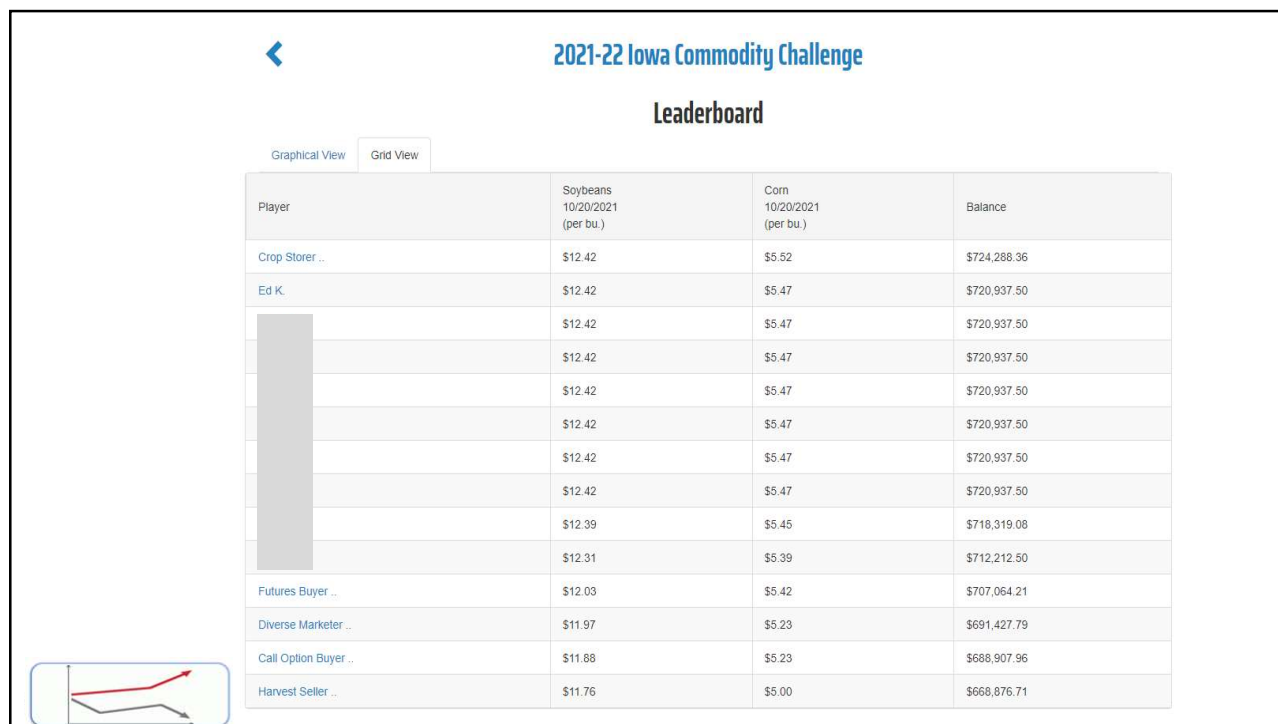 2021-22 Iowa Commodity Challenge
Leaderboard
Graphical View Grid View
Player Soybeans 10/20/2021 (per bu.) Corn 10/20/2021 (per bu.) Balance
Crop Storer .. $12.42 $5.52 $724,288.36
Ed K. $12.42 $5.47 $720,937.50
$12.42 $5.47 $720,937.50
$12.42 $5.47 $720,937.50
$12.42 $5.47 $720,937.50
$12.42 $5.47 $720,937.50
$12.42 $5.47 $720,937.50
$12.42 $5.47 $720,937.50
$12.39 $5.45 $718,319.08
$12.31 $5.39 $712,212.50
Futures Buyer .. $12.03 $5.42 $707,064.21
Diverse Marketer .. $11.97 $5.23 $691,427.79
Call Option Buyer .. $11.88 $5.23 $688,907.96
Harvest Seller .. $11.76 $5.00 $668,876.71